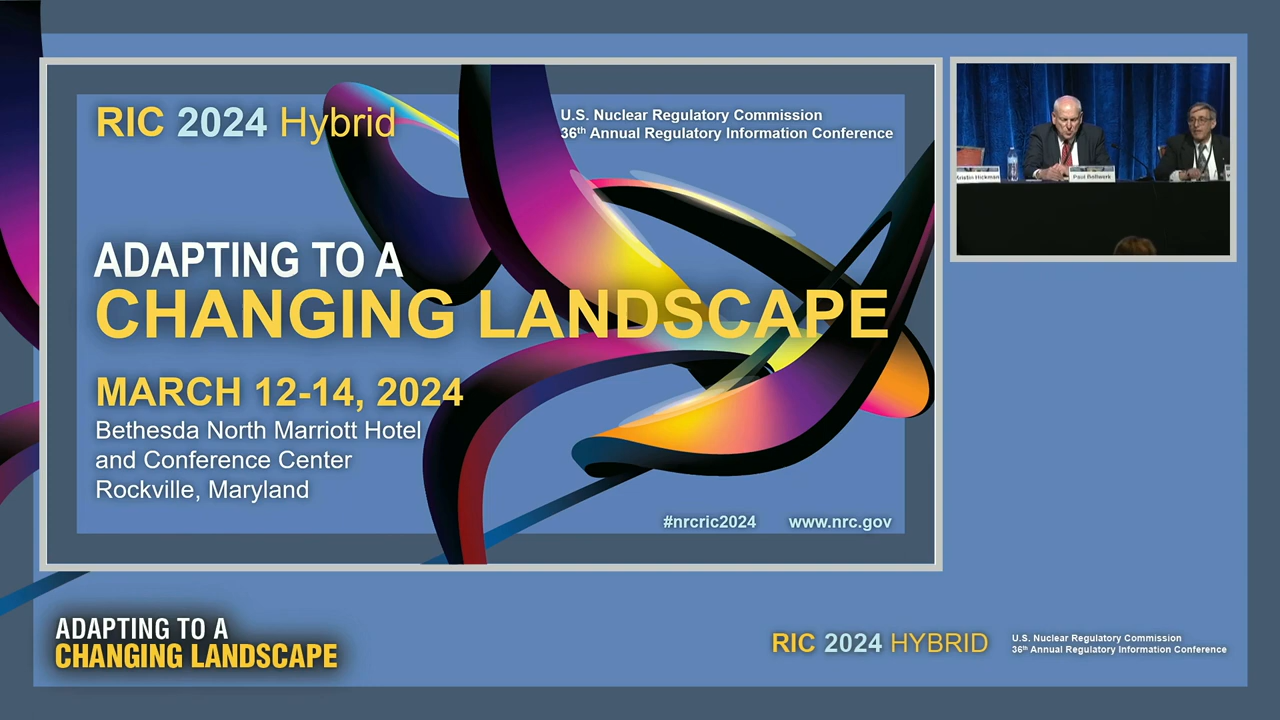 RIC 2024 Hybrid
U.S. Nuclear Regulatory Commission
36th Annual Regulatory Information Conference
ADAPTING TO A
CHANGING LANDSCAPE
MARCH 12-14, 2024
Bethesda North Marriott Hotel
and Conference Center
Rockville, Maryland
#nrcric2024 www.nrc.gov
Kristin Hickman
Paul Bollwerk
ADAPTING TO A
CHANGING LANDSCAPE
RIC 2024 HYBRID
U.S. Nuclear Regulatory Commission
36th Annual Regulatory Information Conference